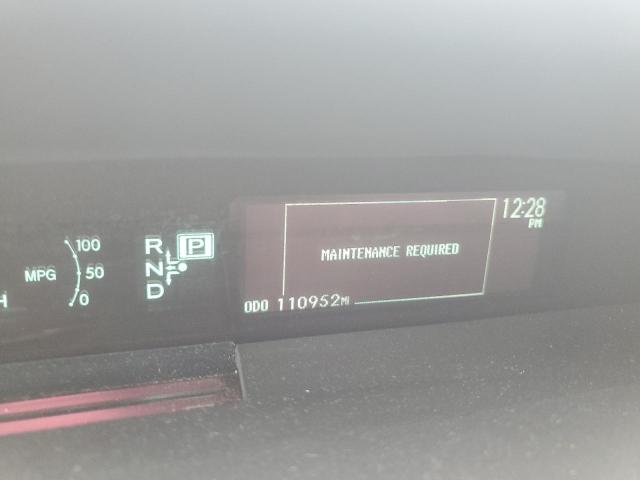 12:28
PM
100
MPG 50
0
H
R P
N
D
MAINTENANCE REQUIRED
ODO 110952MI